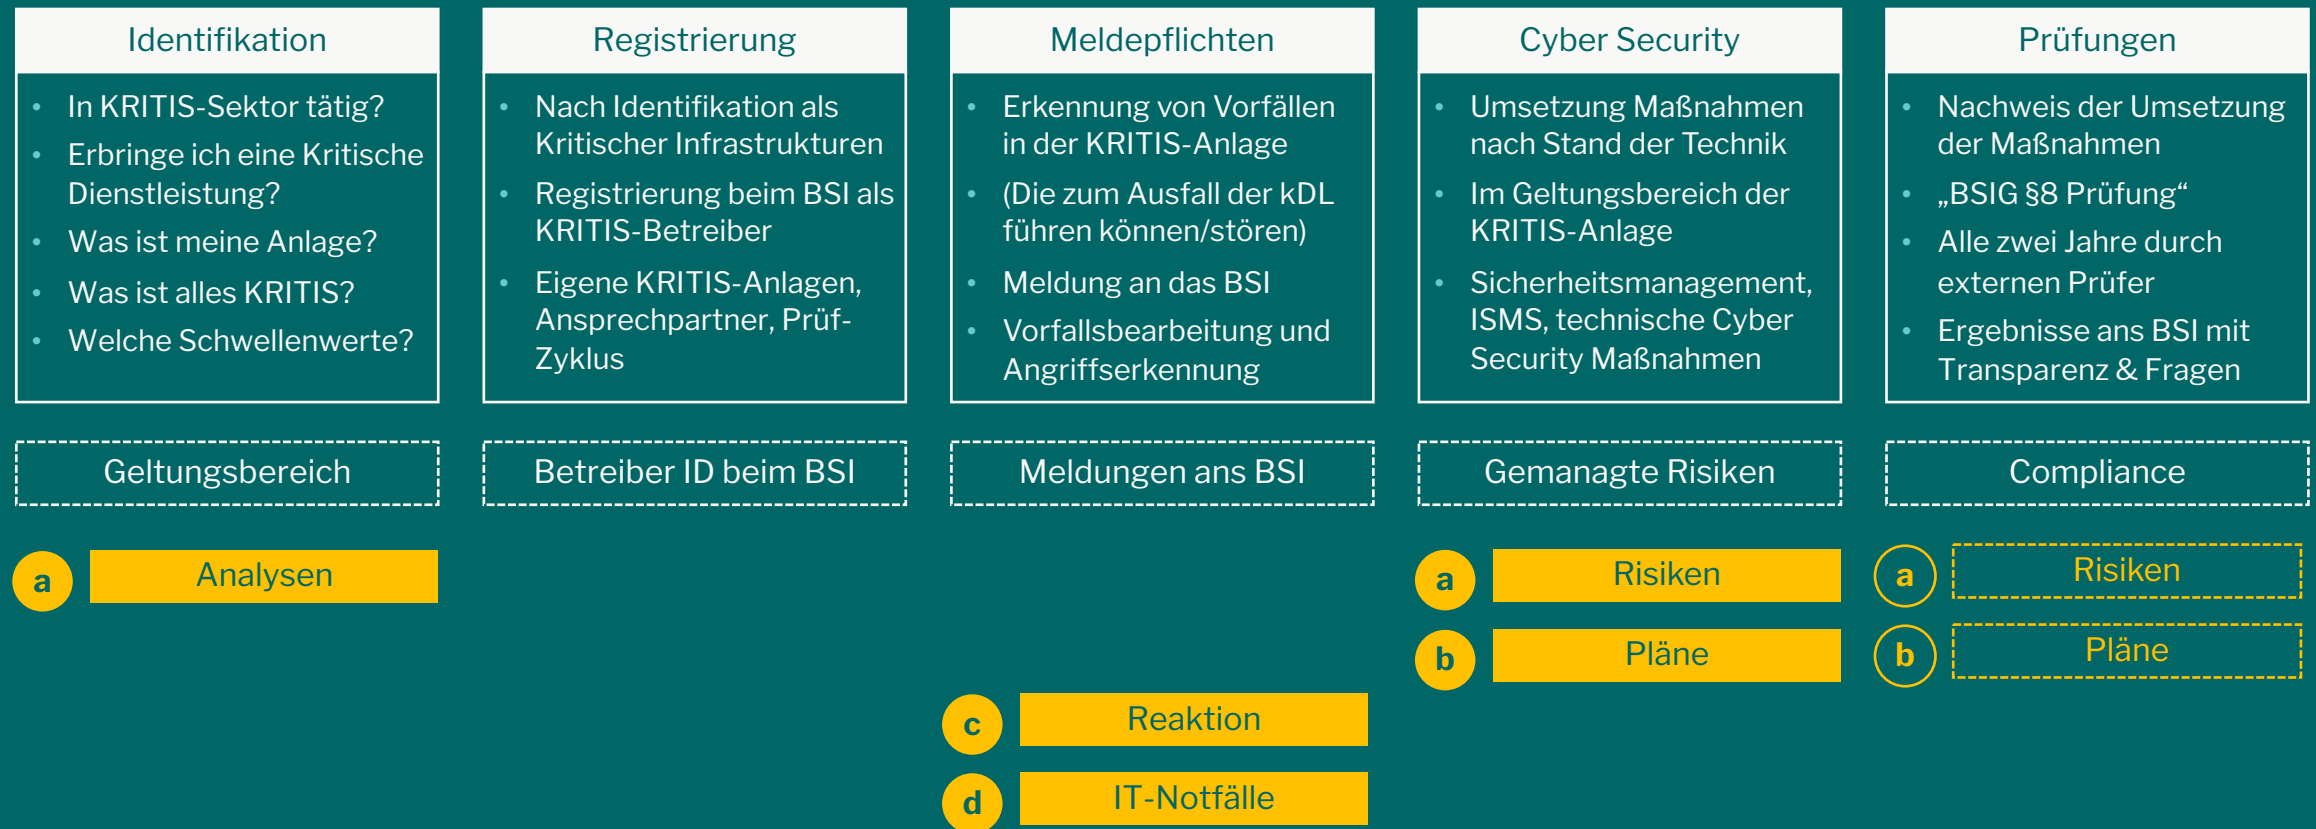 Identifikation
• In KRITIS-Sektor tätig?
• Erbringe ich eine Kritische
Dienstleistung?
• Was ist meine Anlage?
• Was ist alles KRITIS?
• Welche Schwellenwerte?
Geltungsbereich
a Analysen
Registrierung
• Nach Identifikation als
Kritischer Infrastrukturen
• Registrierung beim BSI als
KRITIS-Betreiber
• Eigene KRITIS-Anlagen,
Ansprechpartner, Prüf-
Zyklus
Betreiber ID beim BSI
Meldepflichten
• Erkennung von Vorfällen
in der KRITIS-Anlage
• (Die zum Ausfall der kDL
führen können/stören)
• Meldung an das BSI
• Vorfallsbearbeitung und
Angriffserkennung
Meldungen ans BSI
c Reaktion
d IT-Notfälle
Cyber Security
• Umsetzung Maßnahmen
nach Stand der Technik
• Im Geltungsbereich der
KRITIS-Anlage
• Sicherheitsmanagement,
ISMS, technische Cyber
Security Maßnahmen
Gemanagte Risiken
a Risiken
b Pläne
Prüfungen
• Nachweis der Umsetzung
der Maßnahmen
• „BSIG §8 Prüfung“
• Alle zwei Jahre durch
externen Prüfer
• Ergebnisse ans BSI mit
Transparenz & Fragen
Compliance
a Risiken
b Pläne